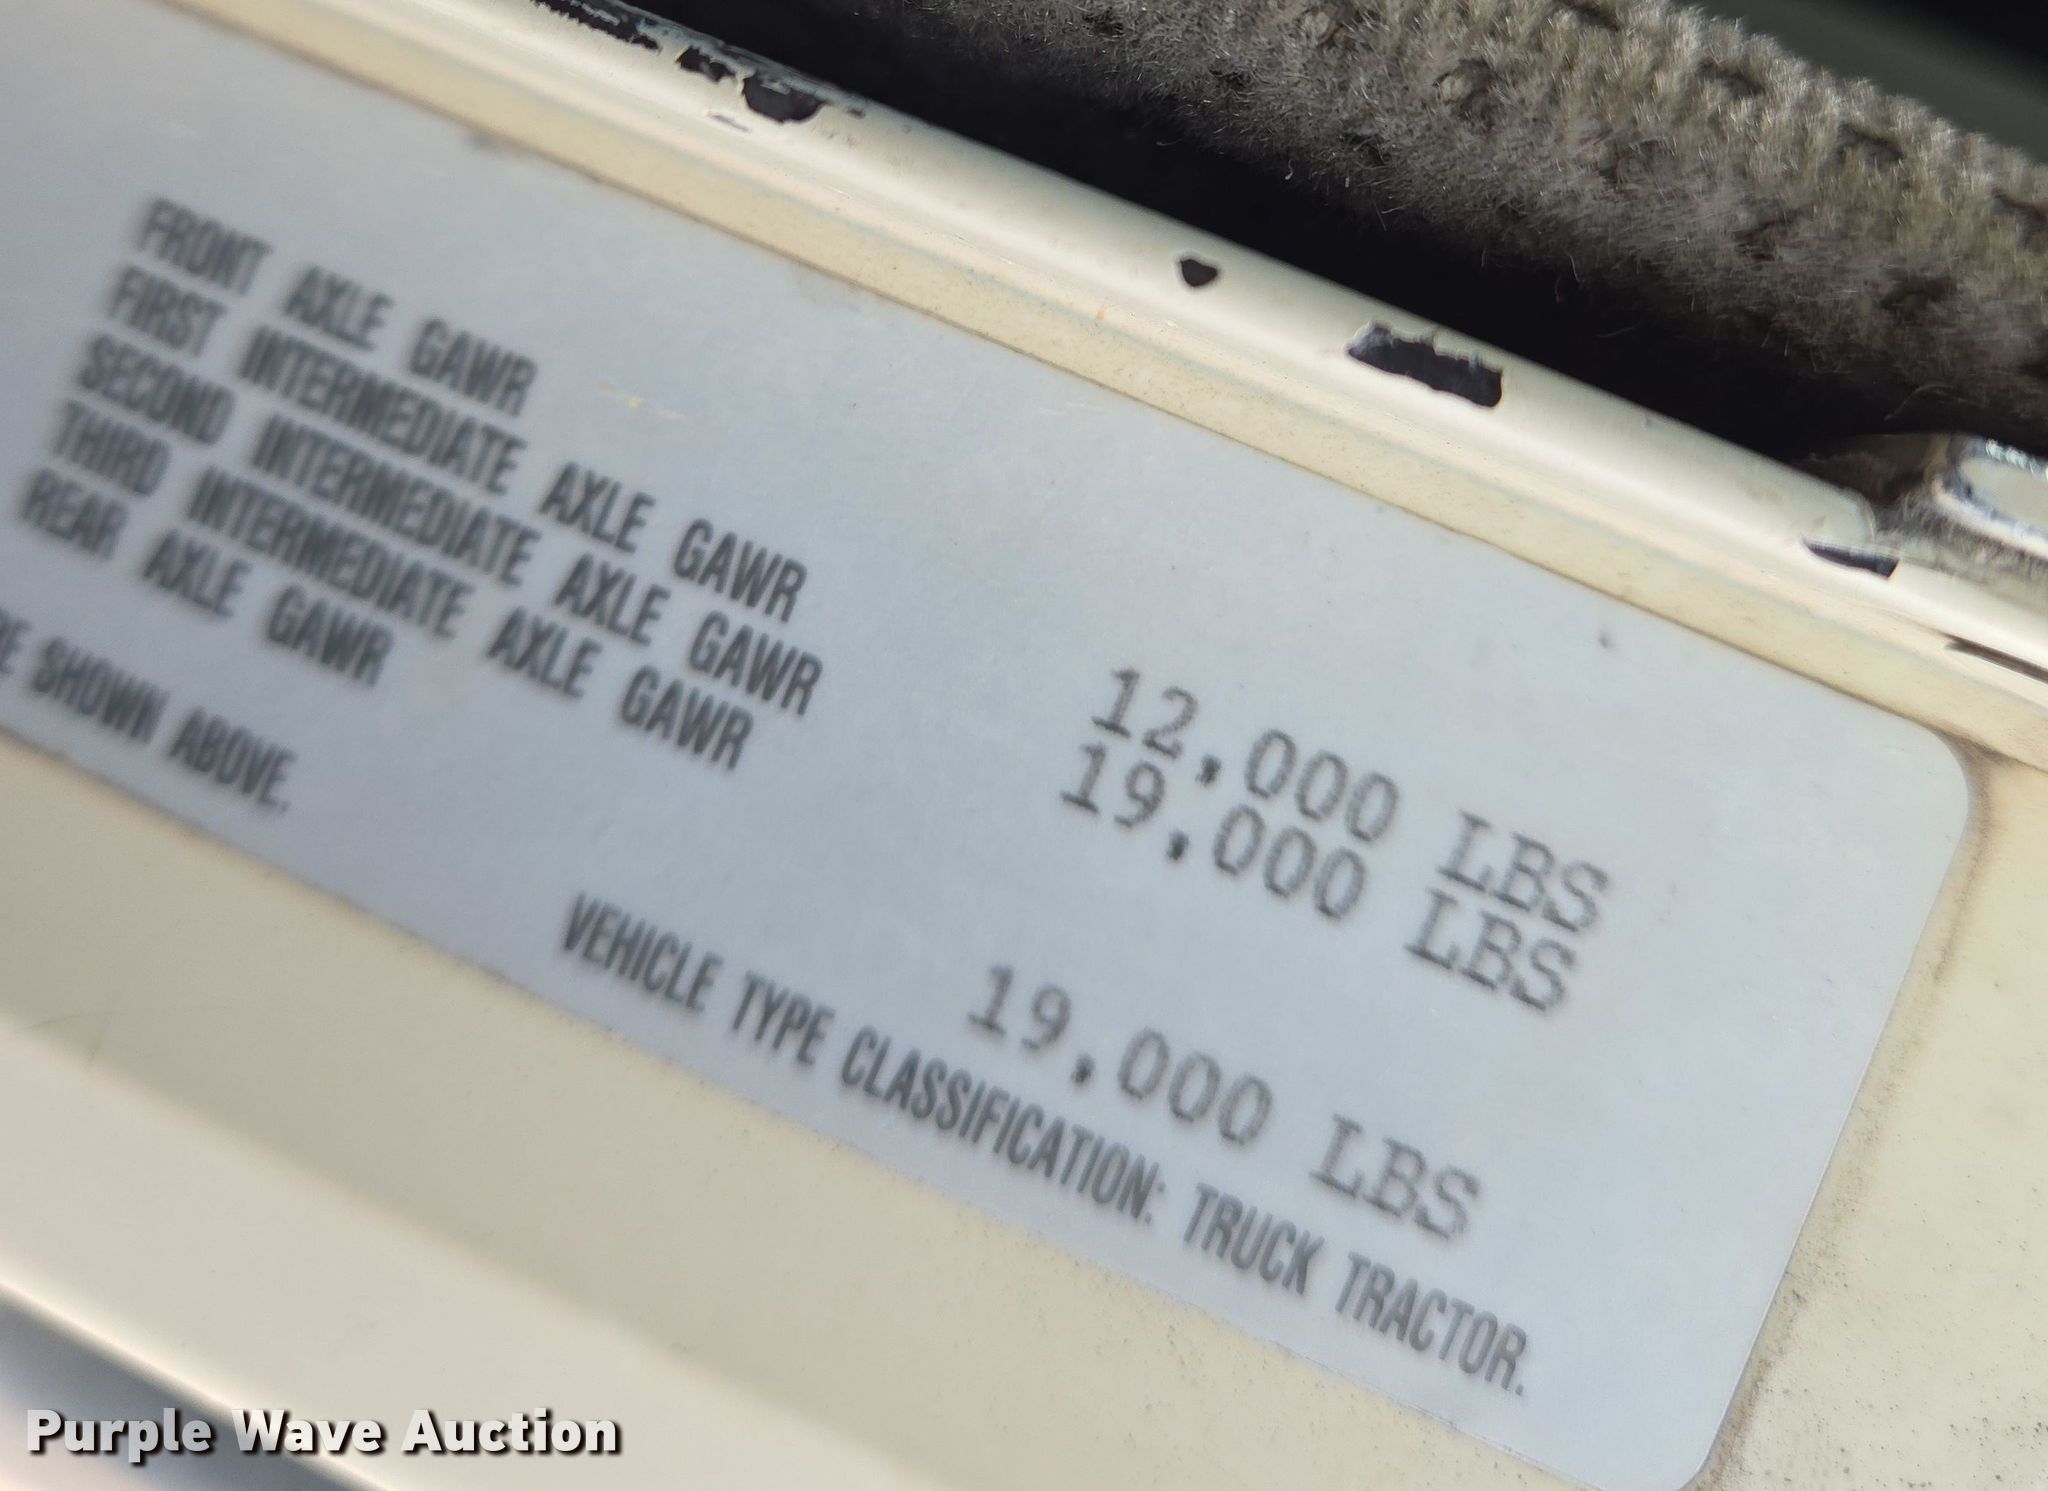 FRONT AXLE GAWR 12,000 LBS
FIRST INTERMEDIATE AXLE GAWR 19,000 LBS
SECOND INTERMEDIATE AXLE GAWR
THIRD INTERMEDIATE AXLE GAWR
REAR AXLE GAWR 19,000 LBS
SHOWN ABOVE.
VEHICLE TYPE CLASSIFICATION: TRUCK TRACTOR.
Purple Wave Auction